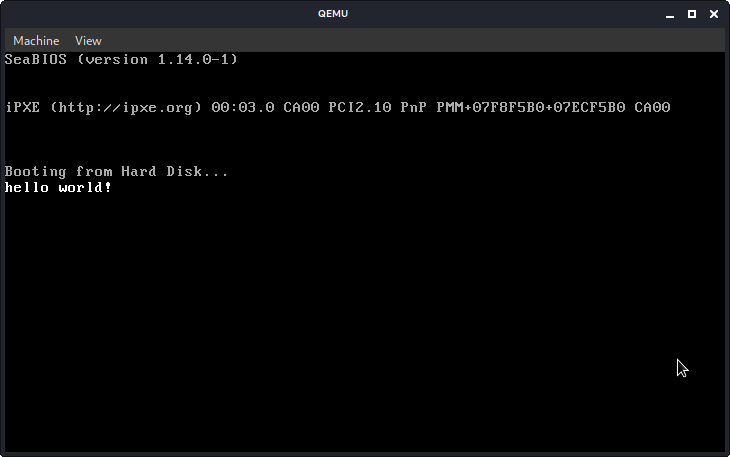 QEMU
Machine View
SeaBIOS (version 1.14.0-1)
iPXE (http://ipxe.org) 00:03.0 CA00 PCI2.10 PnP PMM+07F8F5B0+07ECF5B0 CA00
Booting from Hard Disk...
hello world!